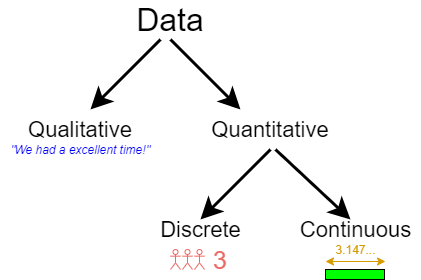 Data
Qualitative
"We had a excellent time!"
Quantitative
Discrete
3
Continuous
3.147...